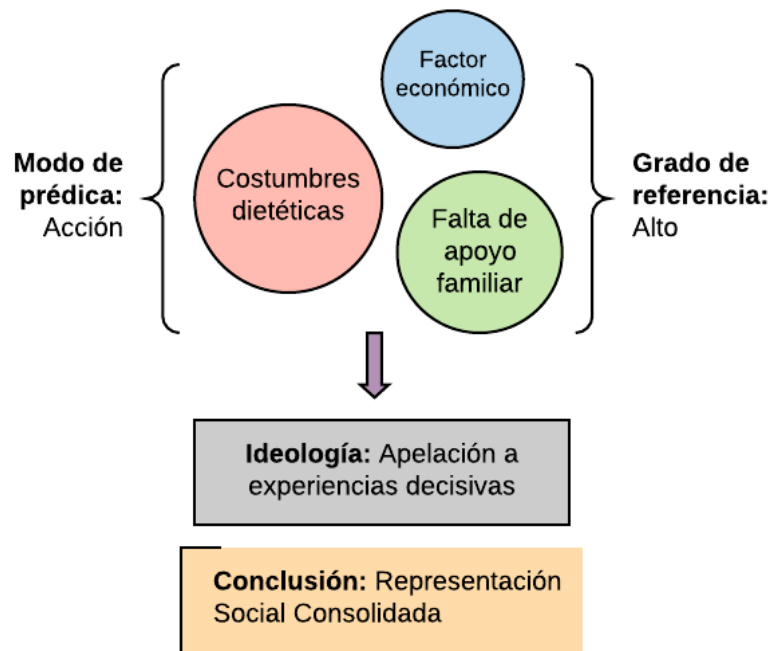 Factor
económico
Costumbres
dietéticas
Falta de
apoyo
familiar
Modo de
prédica:
Acción
Grado de
referencia:
Alto
Ideología: Apelación a
experiencias decisivas
Conclusión: Representación
Social Consolidada